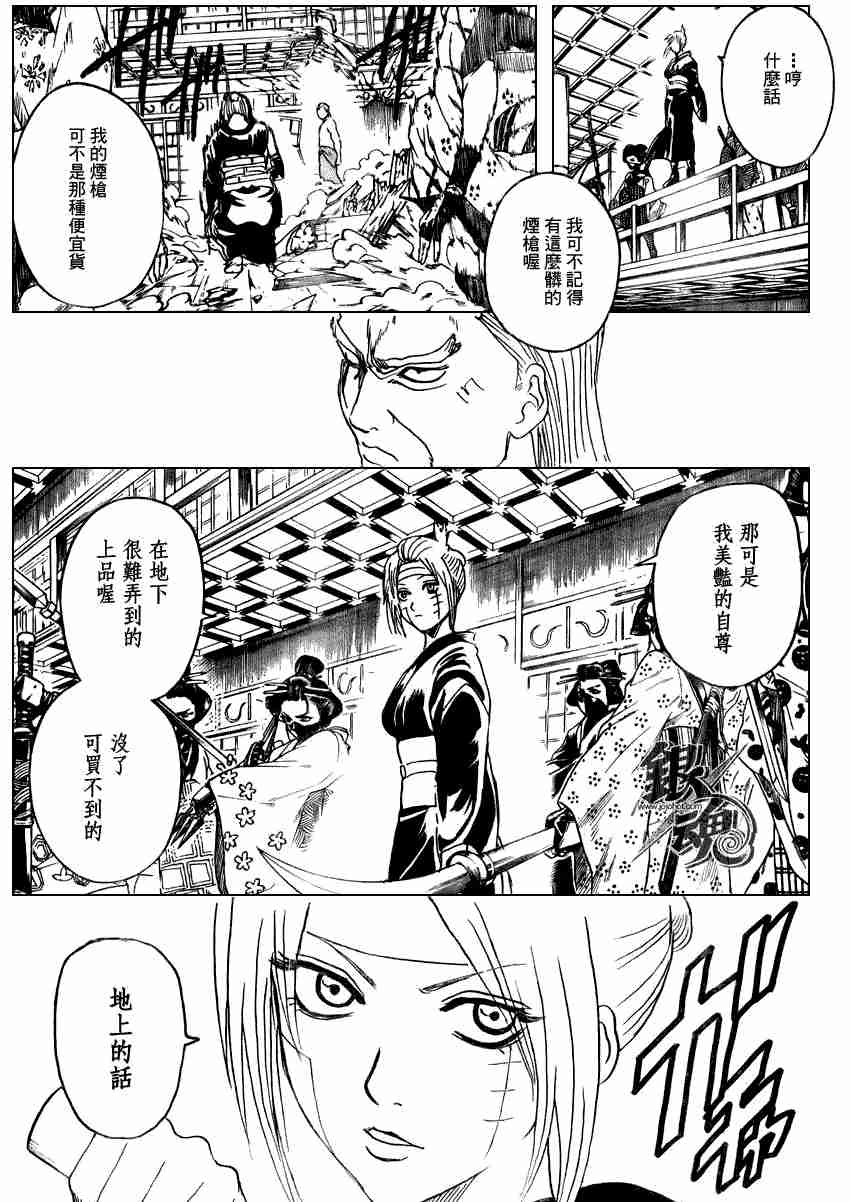 …哼
什麼話
我可不記得
有這麼髒的
煙槍喔
我的煙槍
可不是那種便宜貨
那可是
我美豔的自尊
在地下
很難弄到的
上品喔
沒了
可買不到的
銀魂
www.jojohot.com
地上的話